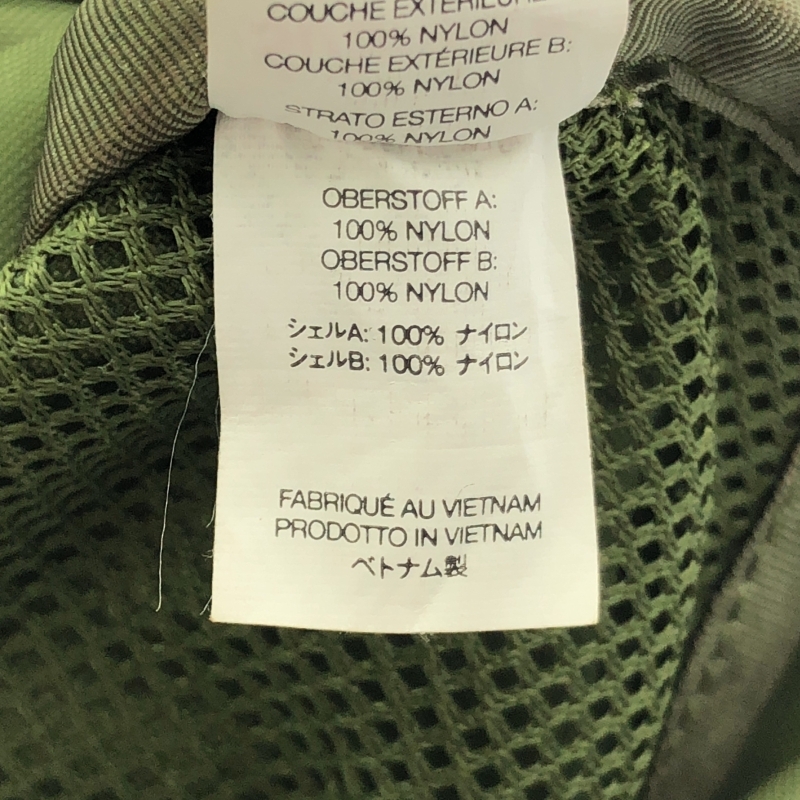 COUCHE EXTÉRIEURE
100% NYLON
COUCHE EXTÉRIEURE B:
100% NYLON
STRATO ESTERNO A:
100% NYLON
OBERSTOFF A:
100% NYLON
OBERSTOFF B:
100% NYLON
シェルA: 100% ナイロン
シェルB: 100% ナイロン
FABRIQUÉ AU VIETNAM
PRODOTTO IN VIETNAM
ベトナム製